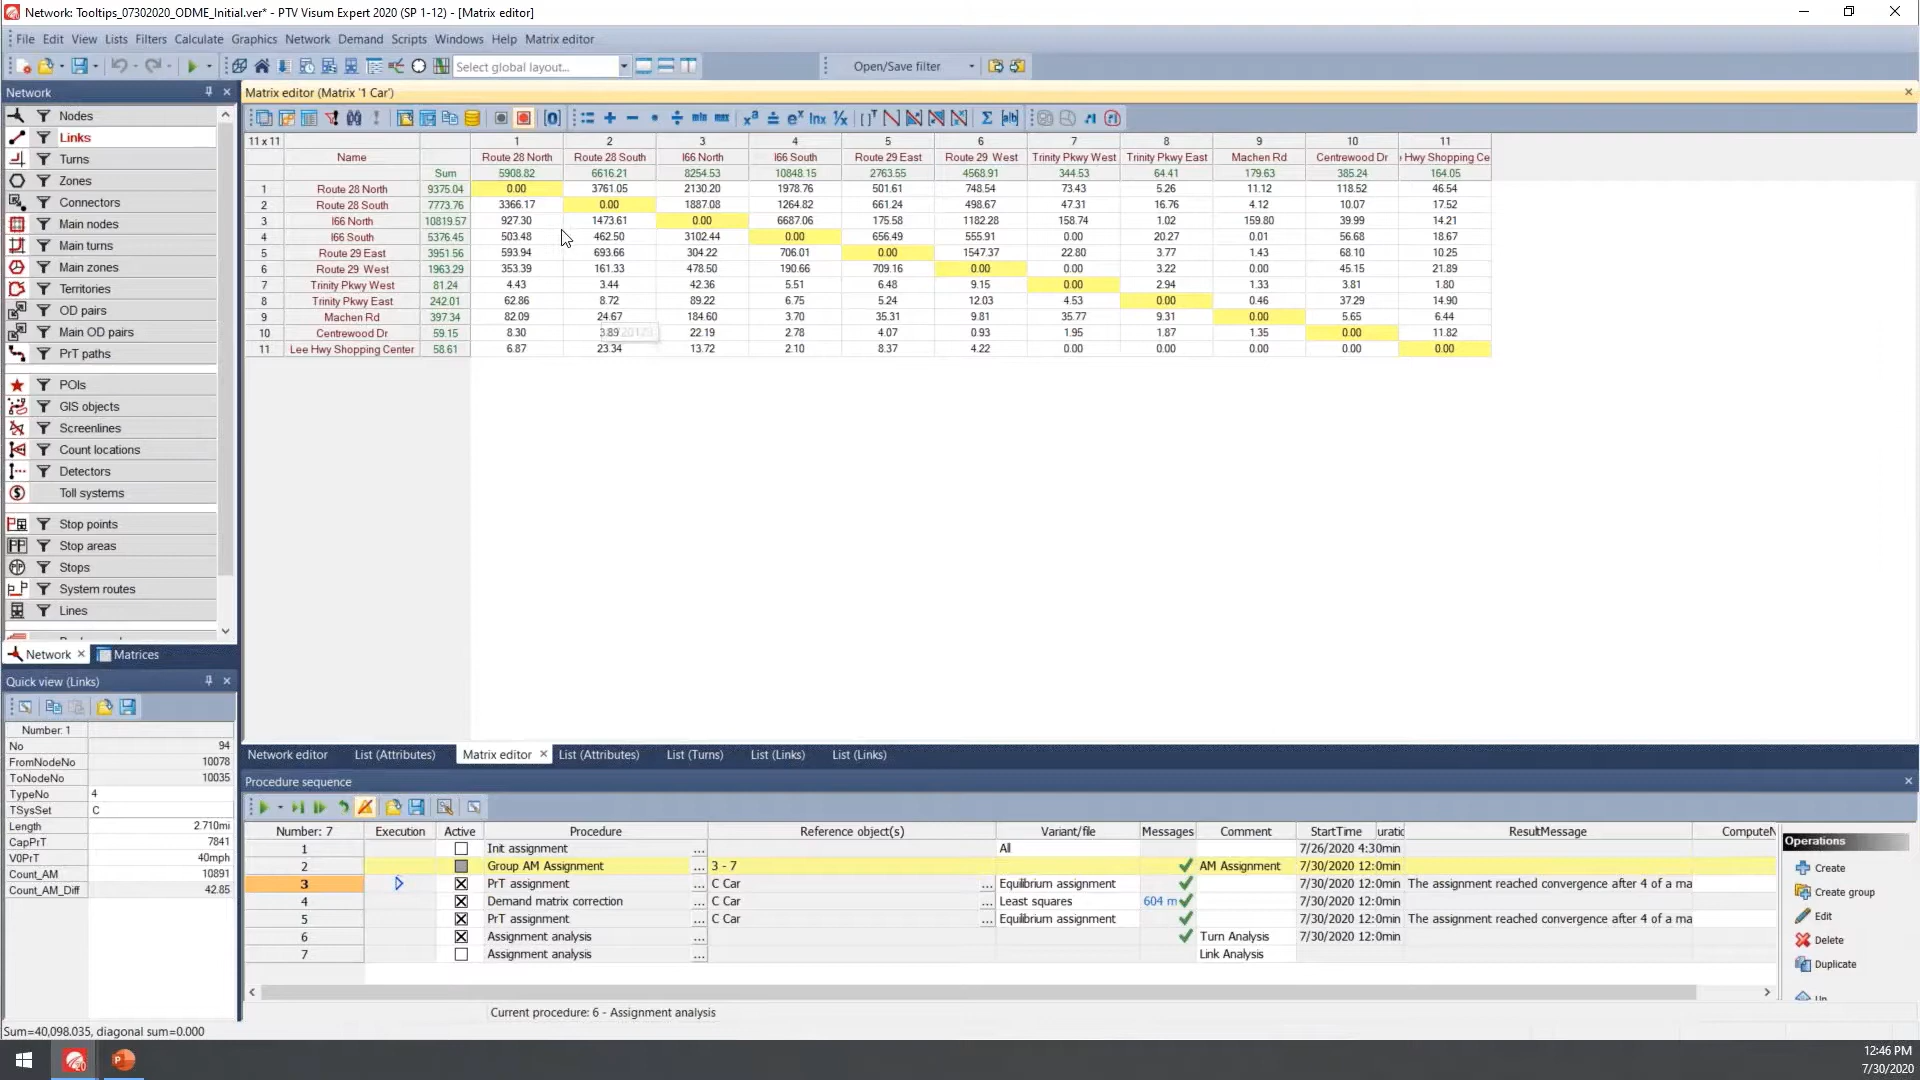 Network: Tooltips_07302020_ODME_Initial.ver* - PTV Visum Expert 2020 (SP 1-12) - [Matrix editor]
File Edit View Lists Filters Calculate Graphics Network Demand Scripts Windows Help Matrix editor
Select global layout... Open/Save filter
Network
Nodes
Links
Turns
Zones
Connectors
Main nodes
Main turns
Main zones
Territories
OD pairs
Main OD pairs
PrT paths
POIs
GIS objects
Screenlines
Count locations
Detectors
Toll systems
Stop points
Stop areas
Stops
System routes
Lines
Network Matrices
Quick view (Links)
Number: 1
No 94
FromNodeNo 10078
ToNodeNo 10035
TypeNo 4
TSysSet C
Length 2.710mi
CapPrT 7841
V0PrT 40mph
Count_AM 10891
Count_AM_Diff 42.85
Sum=40,098.035, diagonal sum=0.000
Matrix editor (Matrix '1 Car')
11 x 11 1 2 3 4 5 6 7 8 9 10 11
Name Route 28 North Route 28 South I66 North I66 South Route 29 East Route 29 West Trinity Pkwy West Trinity Pkwy East Machen Rd Centrewood Dr Hwy Shopping Ce
Sum 5908.82 6616.21 8254.53 10848.15 2763.55 4568.91 344.53 64.41 179.63 385.24 164.05
1 Route 28 North 9375.04 0.00 3761.05 2130.20 1978.76 501.61 748.54 73.43 5.26 11.12 118.52 46.54
2 Route 28 South 7773.76 3366.17 0.00 1887.08 1264.82 661.24 498.67 47.31 16.76 4.12 10.07 17.52
3 I66 North 10819.57 927.30 1473.61 0.00 6687.06 175.58 1182.28 158.74 1.02 159.80 39.99 14.21
4 I66 South 5376.45 503.48 462.50 3102.44 0.00 656.49 555.91 0.00 20.27 0.01 56.68 18.67
5 Route 29 East 3951.56 593.94 693.66 304.22 706.01 0.00 1547.37 22.80 3.77 1.43 68.10 10.25
6 Route 29 West 1963.29 353.39 161.33 478.50 190.66 709.16 0.00 0.00 3.22 0.00 45.15 21.89
7 Trinity Pkwy West 81.24 4.43 3.44 42.36 5.51 6.48 9.15 0.00 2.94 1.33 3.81 1.80
8 Trinity Pkwy East 242.01 62.86 8.72 89.22 6.75 5.24 12.03 4.53 0.00 0.46 37.29 14.90
9 Machen Rd 397.34 82.09 24.67 184.60 3.70 35.31 9.81 35.77 9.31 0.00 5.65 6.44
10 Centrewood Dr 59.15 8.30 3.89 22.19 2.78 4.07 0.93 1.95 1.87 1.35 0.00 11.82
11 Lee Hwy Shopping Center 58.61 6.87 23.34 13.72 2.10 8.37 4.22 0.00 0.00 0.00 0.00 0.00
Network editor List (Attributes) Matrix editor List (Attributes) List (Turns) List (Links) List (Links)
Procedure sequence
Number: 7 Execution Active Procedure Reference object(s) Variant/file Messages Comment StartTime ResultMessage
1 Init assignment ... All 7/26/2020 4:30min
2 Group AM Assignment ... 3 - 7 AM Assignment 7/30/2020 12:0min
3 PrT assignment ... C Car ... Equilibrium assignment 7/30/2020 12:0min The assignment reached convergence after 4 of a ma
4 Demand matrix correction ... C Car ... Least squares 604 m 7/30/2020 12:0min
5 PrT assignment ... C Car ... Equilibrium assignment 7/30/2020 12:0min The assignment reached convergence after 4 of a ma
6 Assignment analysis ... Turn Analysis 7/30/2020 12:0min
7 Assignment analysis ... Link Analysis
Current procedure: 6 - Assignment analysis
Operations
Create
Create group
Edit
Delete
Duplicate
12:46 PM
7/30/2020